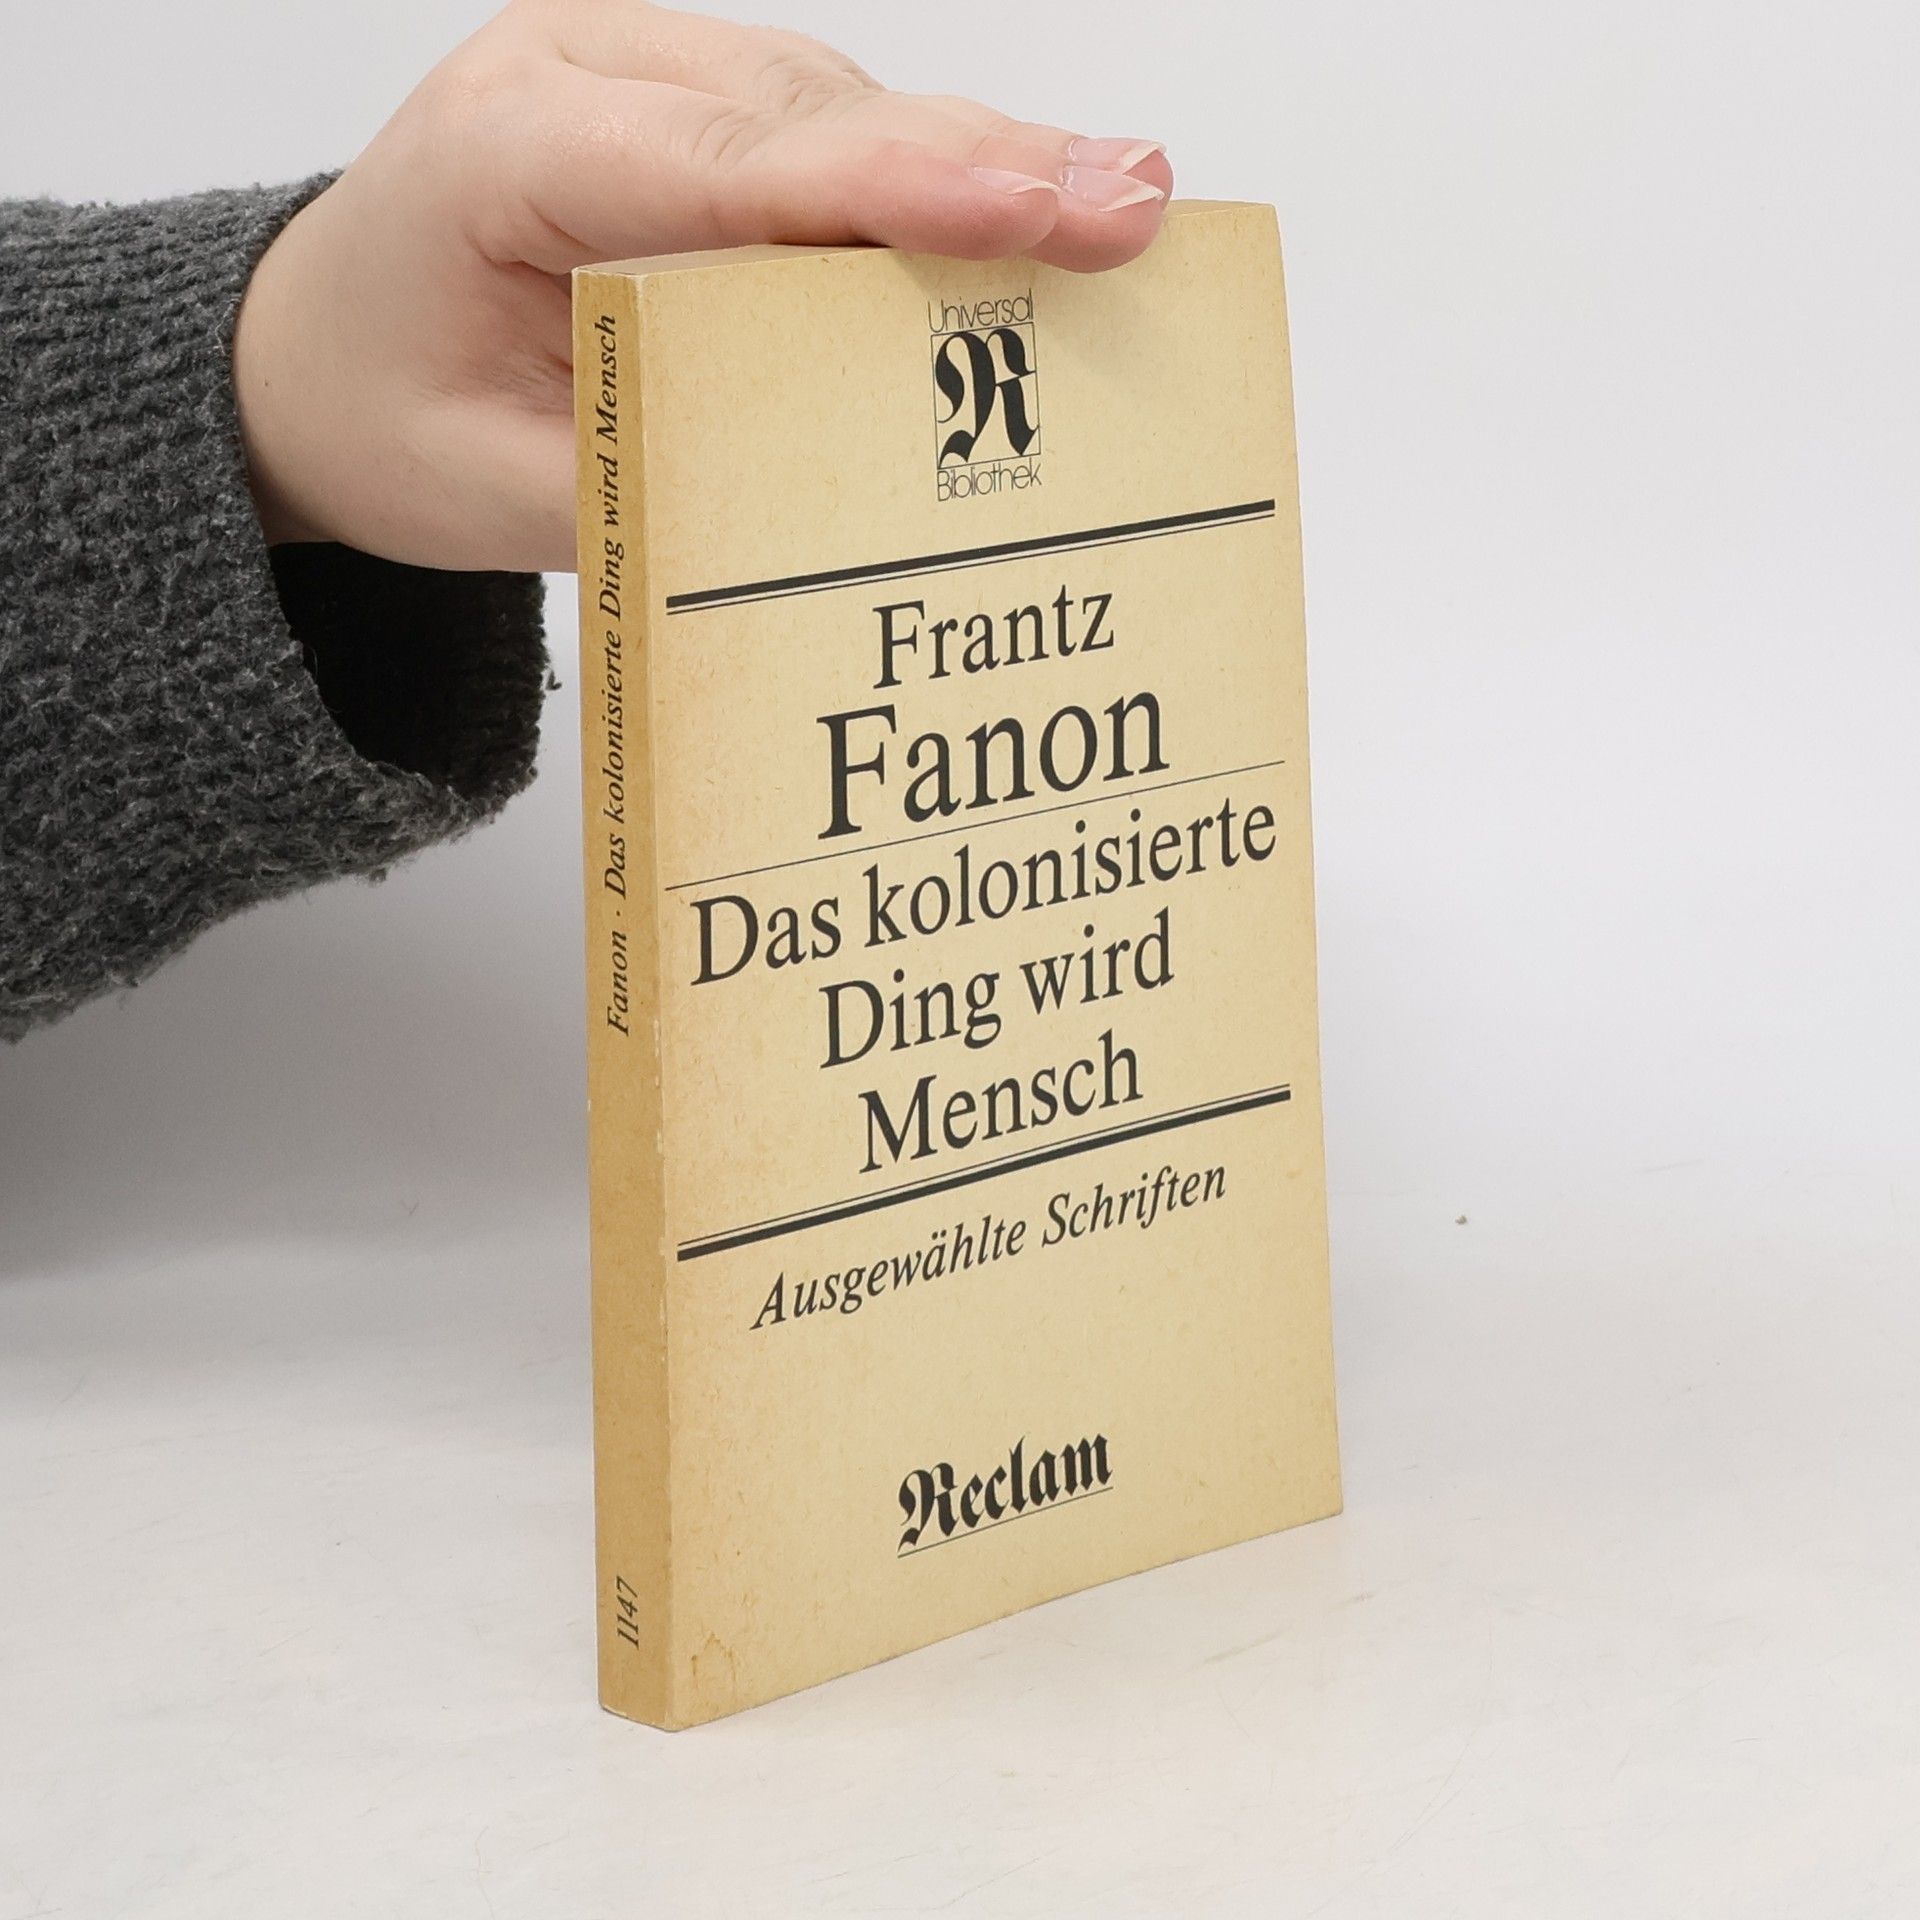 Universal
R
Bibliothek
Frantz
Fanon
Das kolonisierte
Ding wird
Mensch
Ausgewählte Schriften
Reclam
Fanon · Das kolonisierte Ding wird Mensch
1147